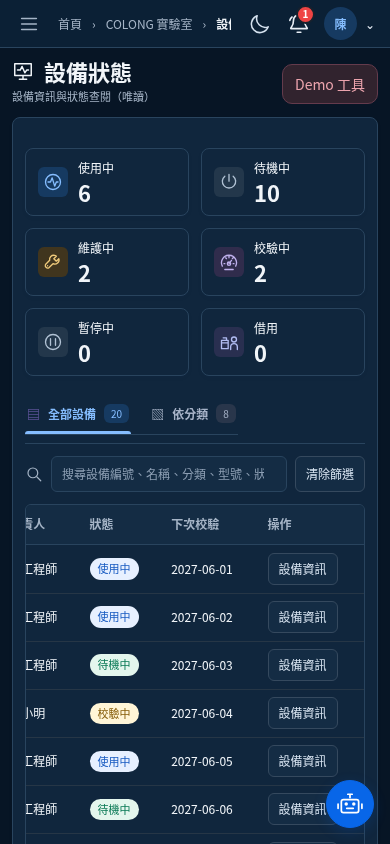 首頁 › COLONG 實驗室 ›
1
陳
設備狀態
設備資訊與狀態查閱（唯讀）
Demo 工具
使用中
6
待機中
10
維護中
2
校驗中
2
暫停中
0
借用
0
全部設備 20
依分類 8
搜尋設備編號、名稱、分類、型號、
清除篩選
狀態 下次校驗 操作
工程師 使用中 2027-06-01 設備資訊
工程師 使用中 2027-06-02 設備資訊
工程師 待機中 2027-06-03 設備資訊
小明 校驗中 2027-06-04 設備資訊
工程師 使用中 2027-06-05 設備資訊
工程師 待機中 2027-06-06 設備資訊